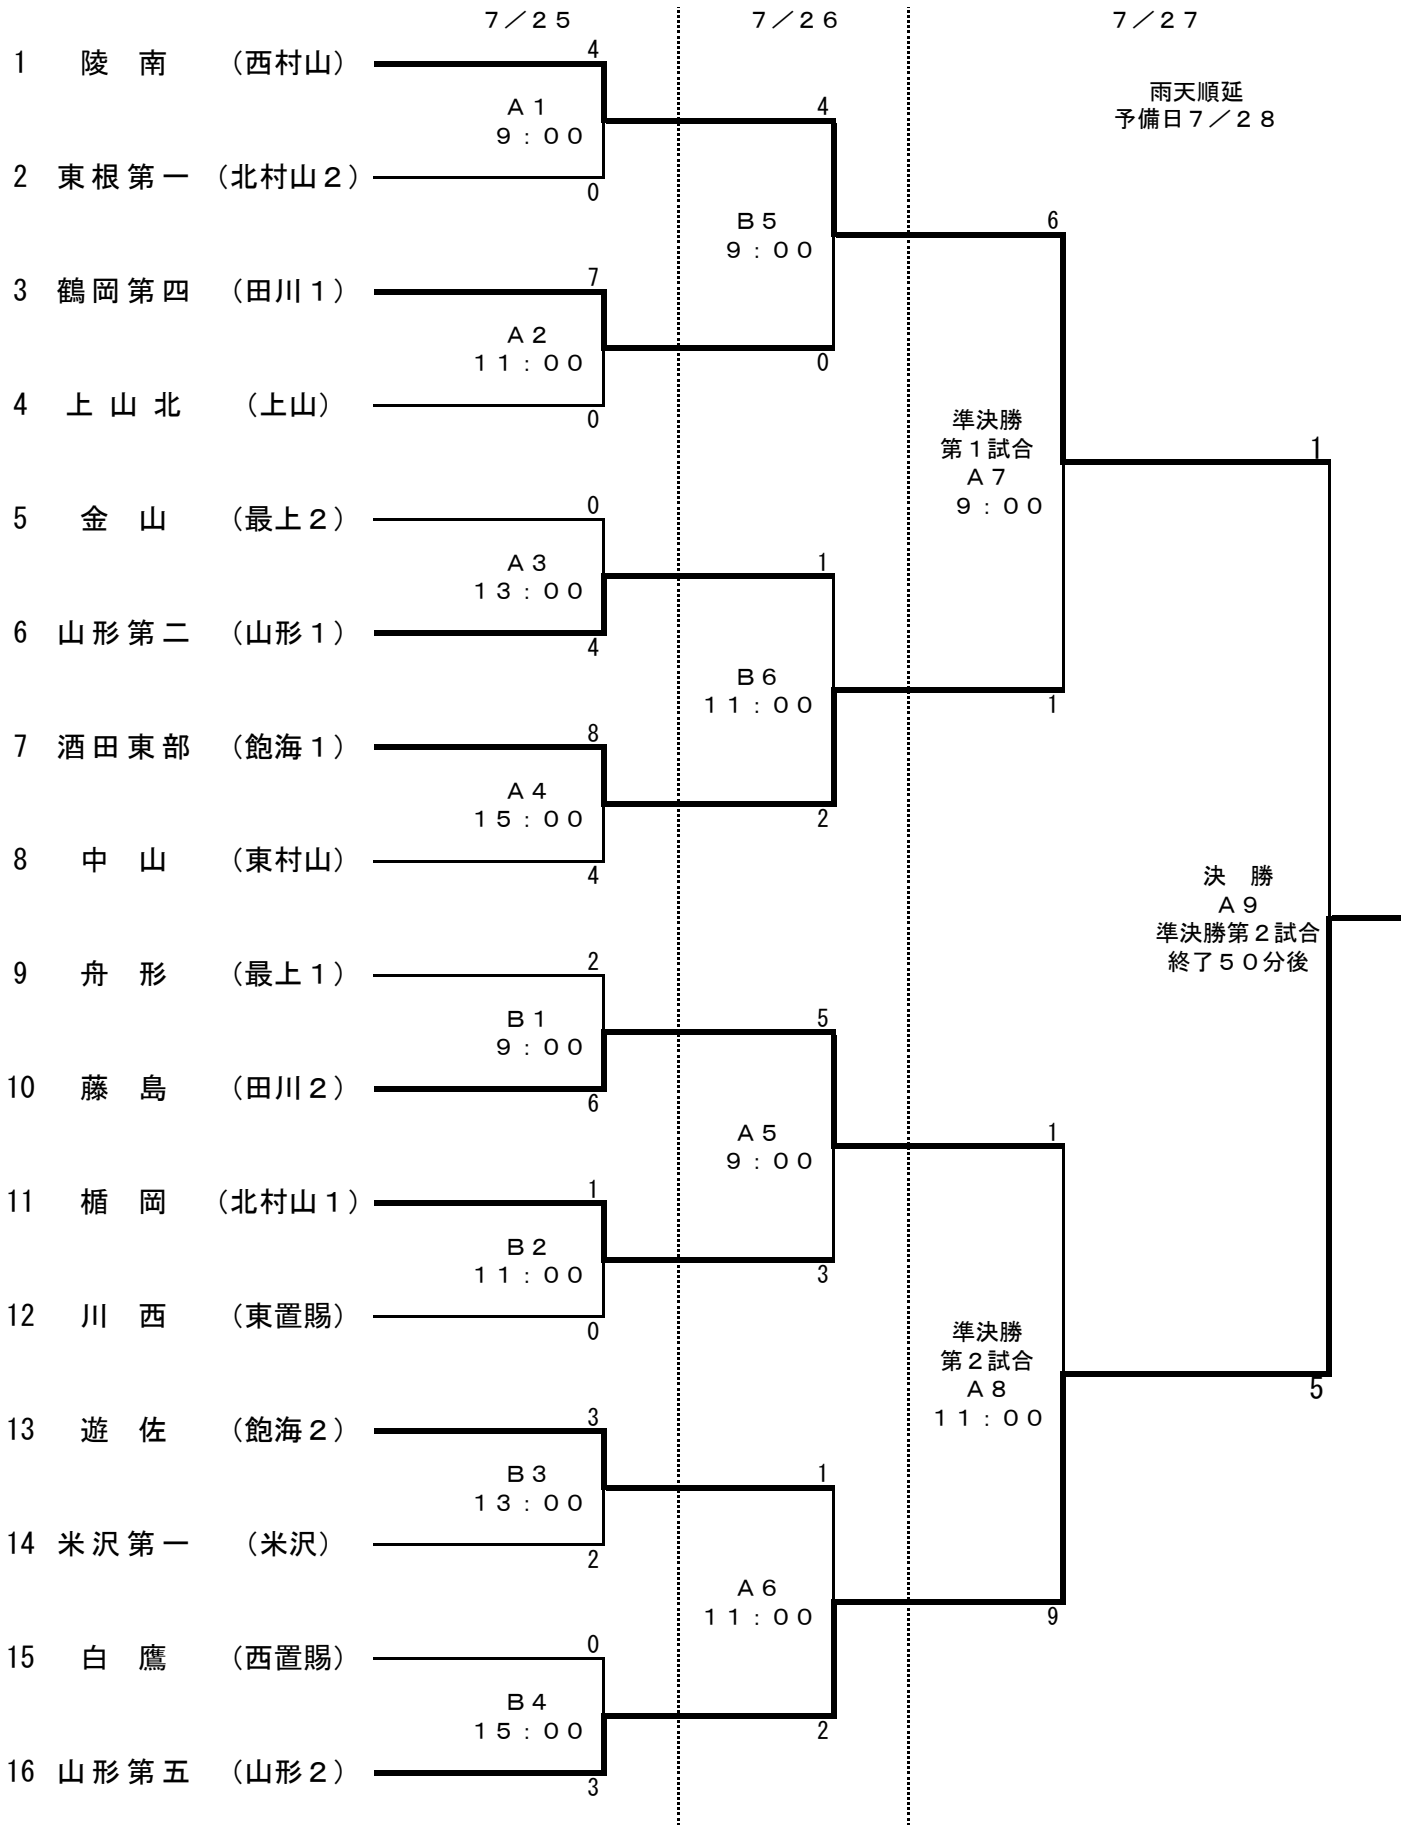 ７／２５　７／２６　７／２７
雨天順延
予備日７／２８
1 陵南 （西村山） 4
Ａ１
９：００
4
2 東根第一 （北村山２） 0
Ｂ５
９：００
6
3 鶴岡第四 （田川１） 7
Ａ２
１１：００
0
4 上山北 （上山） 0
準決勝
第１試合
Ａ７
９：００
1
5 金山 （最上２） 0
Ａ３
１３：００
1
6 山形第二 （山形１） 4
Ｂ６
１１：００
1
7 酒田東部 （飽海１） 8
Ａ４
１５：００
2
8 中山 （東村山） 4
決　勝
Ａ９
準決勝第２試合
終了５０分後
9 舟形 （最上１） 2
Ｂ１
９：００
5
10 藤島 （田川２） 6
Ａ５
９：００
1
11 楯岡 （北村山１） 1
Ｂ２
１１：００
3
12 川西 （東置賜） 0
準決勝
第２試合
Ａ８
１１：００
5
13 遊佐 （飽海２） 3
Ｂ３
１３：００
1
14 米沢第一 （米沢） 2
Ａ６
１１：００
9
15 白鷹 （西置賜） 0
Ｂ４
１５：００
2
16 山形第五 （山形２） 3